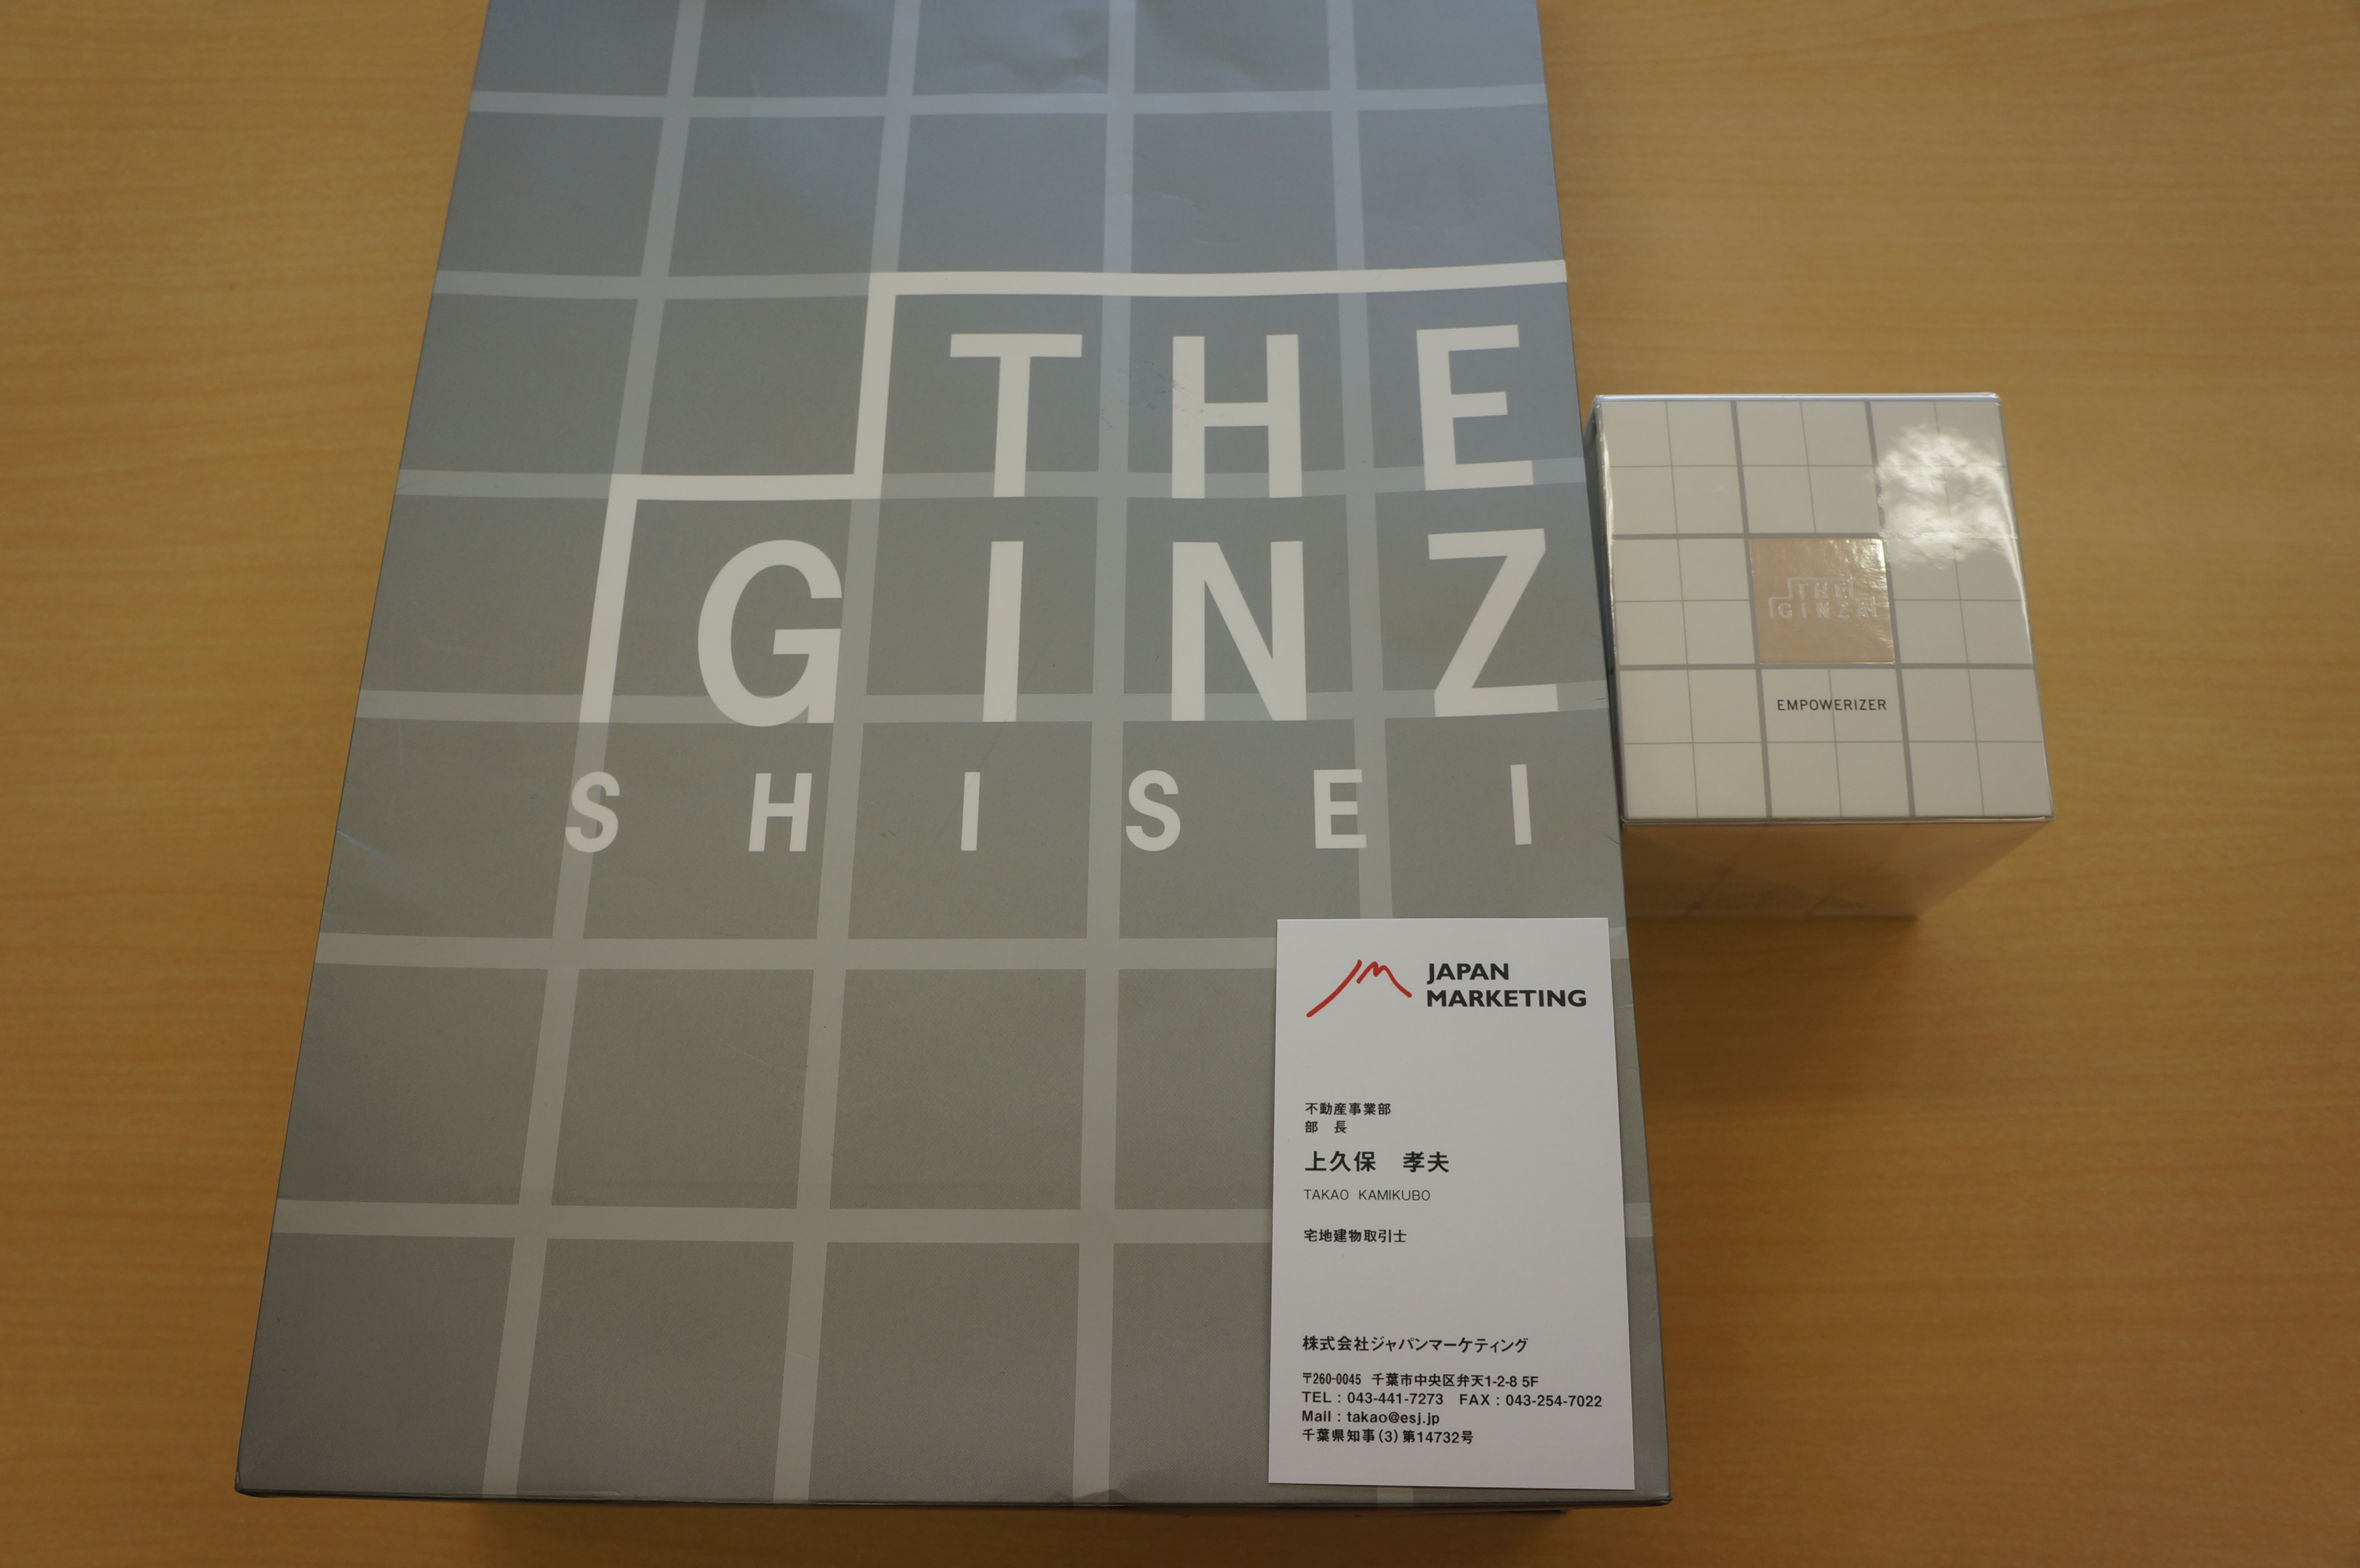 THE
GINZ
SHISEI
THE
GINZA
EMPOWERIZER
JAPAN
MARKETING
不動産事業部
部　長
上久保　孝夫
TAKAO KAMIKUBO
宅地建物取引士
株式会社ジャパンマーケティング
〒260-0045 千葉市中央区弁天1-2-8 5F
TEL : 043-441-7273 FAX : 043-254-7022
Mail : takao@esj.jp
千葉県知事(3)第14732号